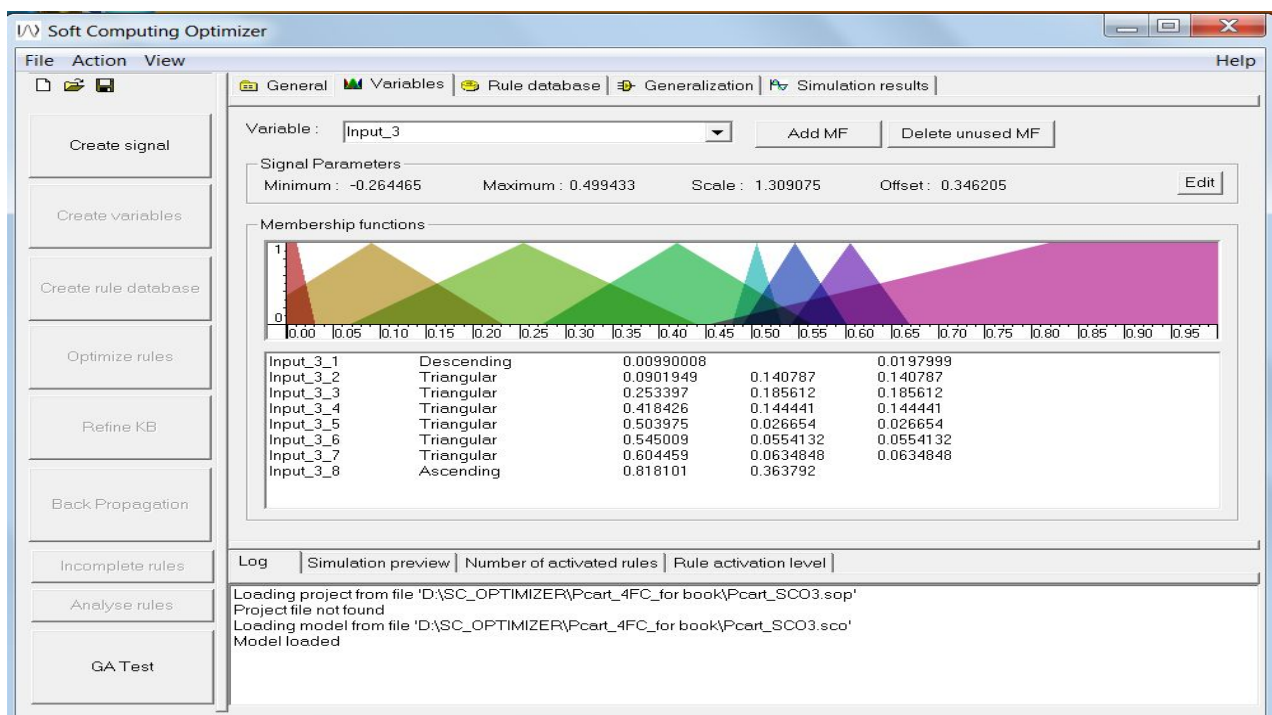 Soft Computing Optimizer
File Action View Help
General Variables Rule database Generalization Simulation results
Create signal
Create variables
Create rule database
Optimize rules
Refine KB
Back Propagation
Incomplete rules
Analyse rules
GA Test
Variable : Input_3 Add MF Delete unused MF
Signal Parameters
Minimum : -0.264465 Maximum : 0.499433 Scale : 1.309075 Offset : 0.346205 Edit
Membership functions
1
0
0.00 0.05 0.10 0.15 0.20 0.25 0.30 0.35 0.40 0.45 0.50 0.55 0.60 0.65 0.70 0.75 0.80 0.85 0.90 0.95
Input_3_1 Descending 0.00990008 0.0197999
Input_3_2 Triangular 0.0901949 0.140787 0.140787
Input_3_3 Triangular 0.253397 0.185612 0.185612
Input_3_4 Triangular 0.418426 0.144441 0.144441
Input_3_5 Triangular 0.503975 0.026654 0.026654
Input_3_6 Triangular 0.545009 0.0554132 0.0554132
Input_3_7 Triangular 0.604459 0.0634848 0.0634848
Input_3_8 Ascending 0.818101 0.363792
Log Simulation preview Number of activated rules Rule activation level
Loading project from file 'D:\SC_OPTIMIZER\Pcart_4FC_for book\Pcart_SCO3.sop'
Project file not found
Loading model from file 'D:\SC_OPTIMIZER\Pcart_4FC_for book\Pcart_SCO3.sco'
Model loaded